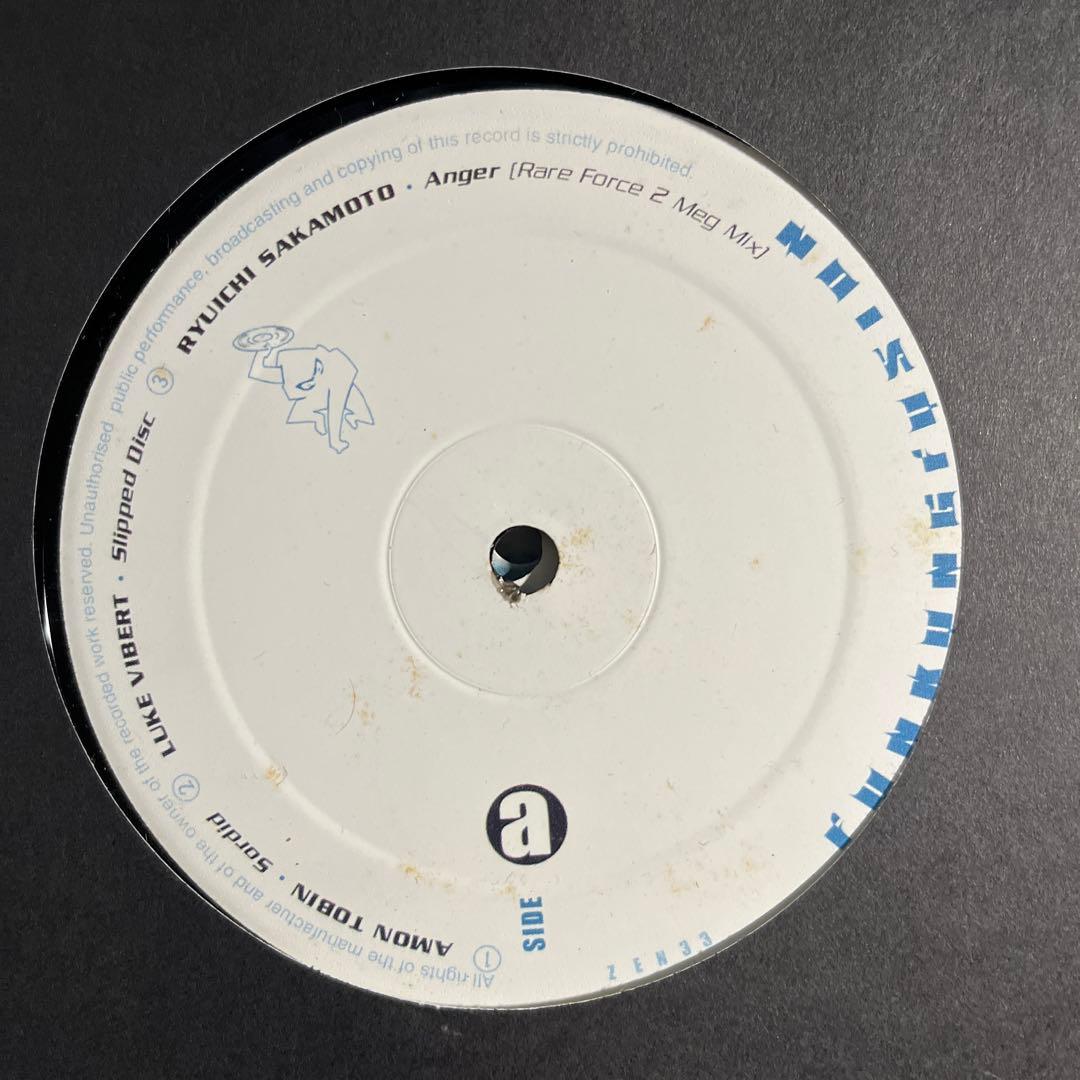 FUNKUNGFUSION
SIDE a
ZEN33
1 AMON TOBIN • Sordid
2 LUKE VIBERT • Slipped Disc
3 RYUICHI SAKAMOTO • Anger (Rare Force 2 Meg Mix)
All rights of the manufactuer and of the owner of the recorded work reserved. Unauthorised public performance, broadcasting and copying of this record is strictly prohibited.